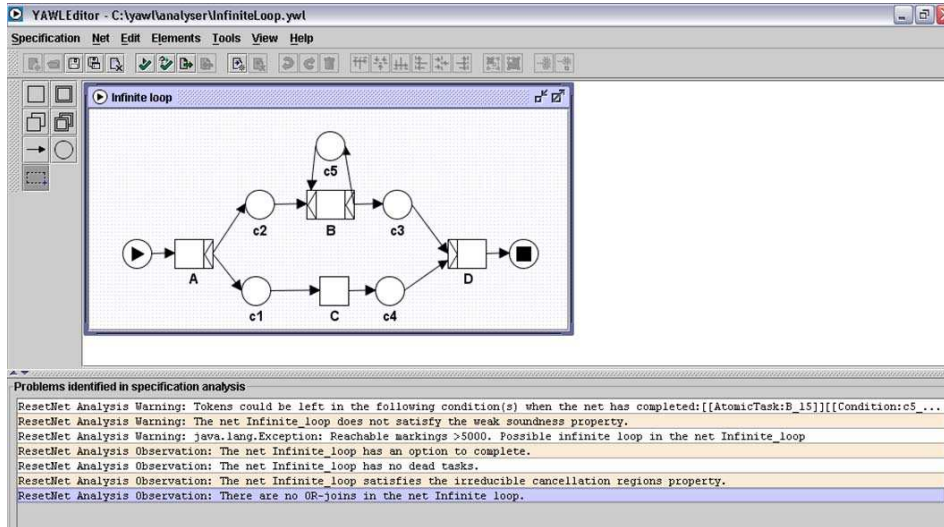 YAWLEditor - C:\yawl\analyser\InfiniteLoop.ywl
Specification Net Edit Elements Tools View Help
Infinite loop
c5
c2
B
c3
A
D
c1
C
c4
Problems identified in specification analysis
ResetNet Analysis Warning: Tokens could be left in the following condition(s) when the net has completed:[[AtomicTask:B_15]][[Condition:c5_...
ResetNet Analysis Warning: The net Infinite_loop does not satisfy the weak soundness property.
ResetNet Analysis Warning: java.lang.Exception: Reachable markings >5000. Possible infinite loop in the net Infinite_loop
ResetNet Analysis Observation: The net Infinite_loop has an option to complete.
ResetNet Analysis Observation: The net Infinite_loop has no dead tasks.
ResetNet Analysis Observation: The net Infinite_loop satisfies the irreducible cancellation regions property.
ResetNet Analysis Observation: There are no OR-joins in the net Infinite loop.